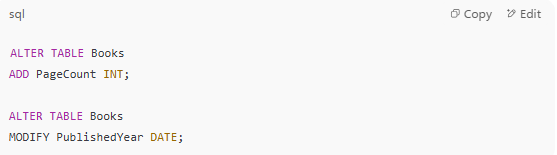 sql
Copy
Edit
ALTER TABLE Books
ADD PageCount INT;
ALTER TABLE Books
MODIFY PublishedYear DATE;